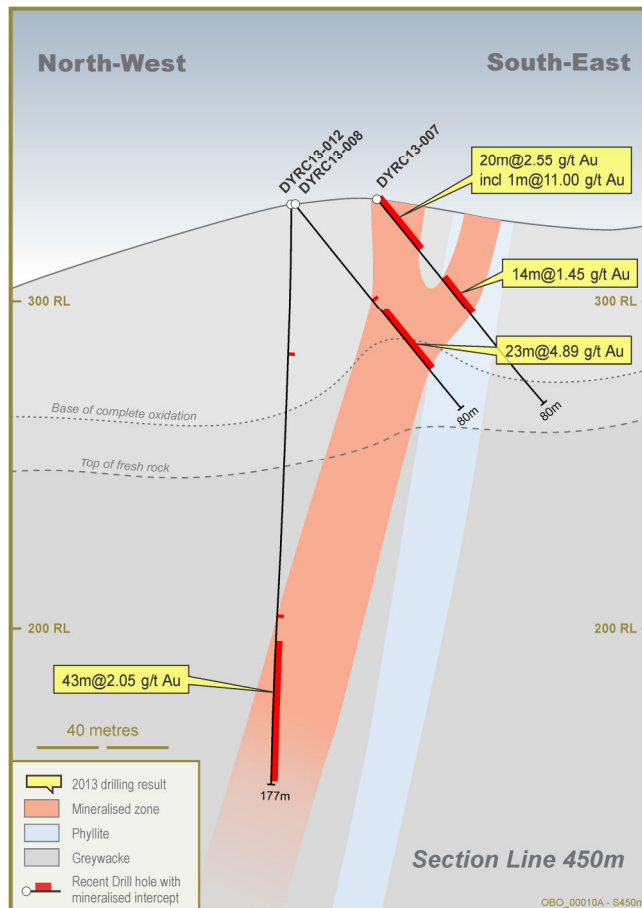 North-West
South-East
DYRC13-012
DYRC13-008
DYRC13-007
20m@2.55 g/t Au
incl 1m@11.00 g/t Au
14m@1.45 g/t Au
300 RL
300 RL
23m@4.89 g/t Au
Base of complete oxidation
80m
80m
Top of fresh rock
200 RL
200 RL
43m@2.05 g/t Au
40 metres
177m
2013 drilling result
Mineralised zone
Phyllite
Greywacke
Recent Drill hole with
mineralised intercept
Section Line 450m
OBO_00010A - S450m